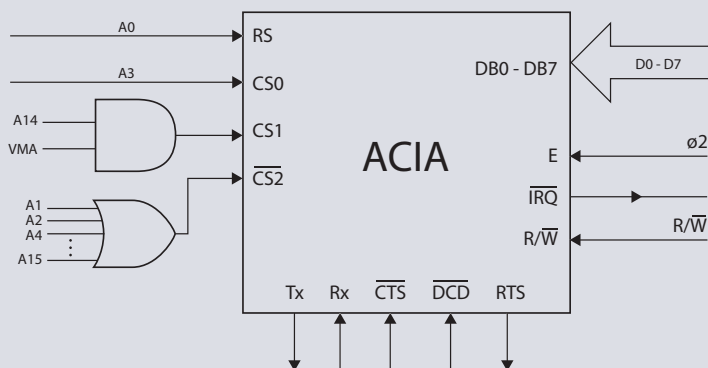 A0
RS
A3
CS0
A14
VMA
CS1
CS2
A1
A2
A4
A15
ACIA
DB0 - DB7
D0 - D7
E
ø2
IRQ
R/W
R/W
Tx Rx CTS DCD RTS